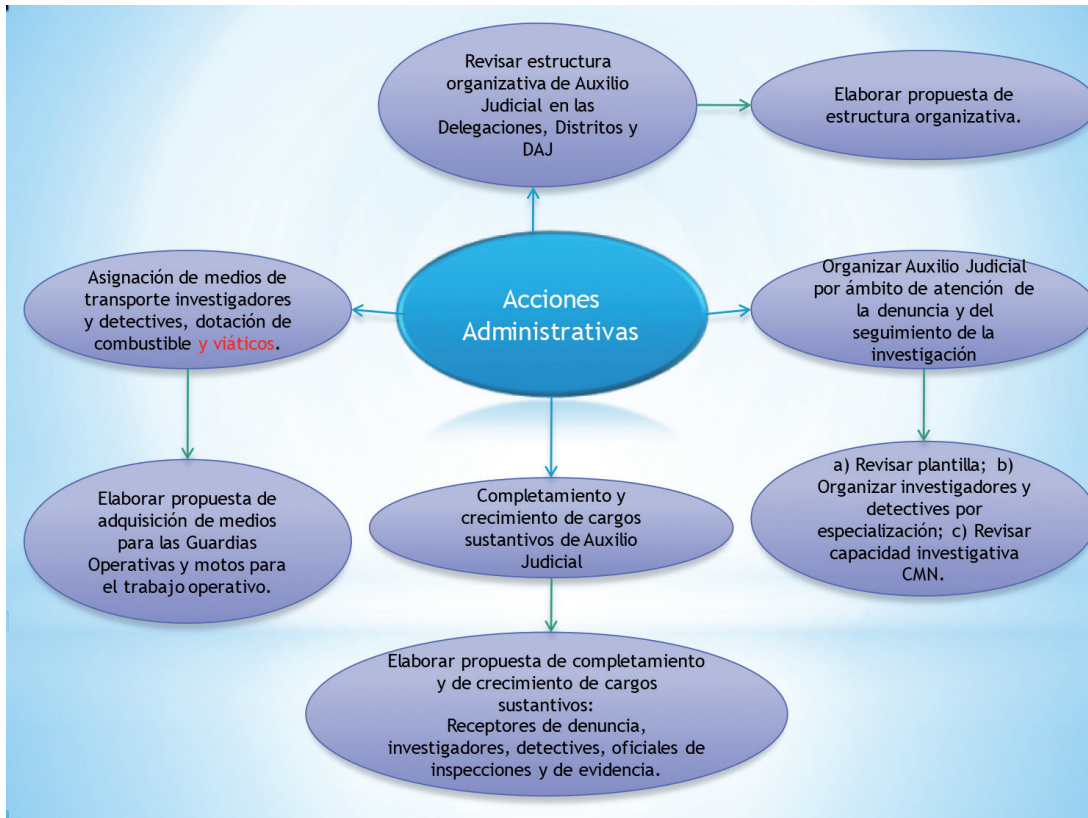 Revisar estructura
organizativa de Auxilio
Judicial en las
Delegaciones, Distritos y
DAJ
Elaborar propuesta de
estructura organizativa.
Asignación de medios de
transporte investigadores
y detectives, dotación de
combustible y viáticos.
Acciones
Administrativas
Organizar Auxilio Judicial
por ámbito de atención de
la denuncia y del
seguimiento de la
investigación
Elaborar propuesta de
adquisición de medios
para las Guardias
Operativas y motos para
el trabajo operativo.
Completamiento y
crecimiento de cargos
sustantivos de Auxilio
Judicial
a) Revisar plantilla; b)
Organizar investigadores y
detectives por
especialización; c) Revisar
capacidad investigativa
CMN.
Elaborar propuesta de completamiento
y de crecimiento de cargos
sustantivos:
Receptores de denuncia,
investigadores, detectives, oficiales de
inspecciones y de evidencia.